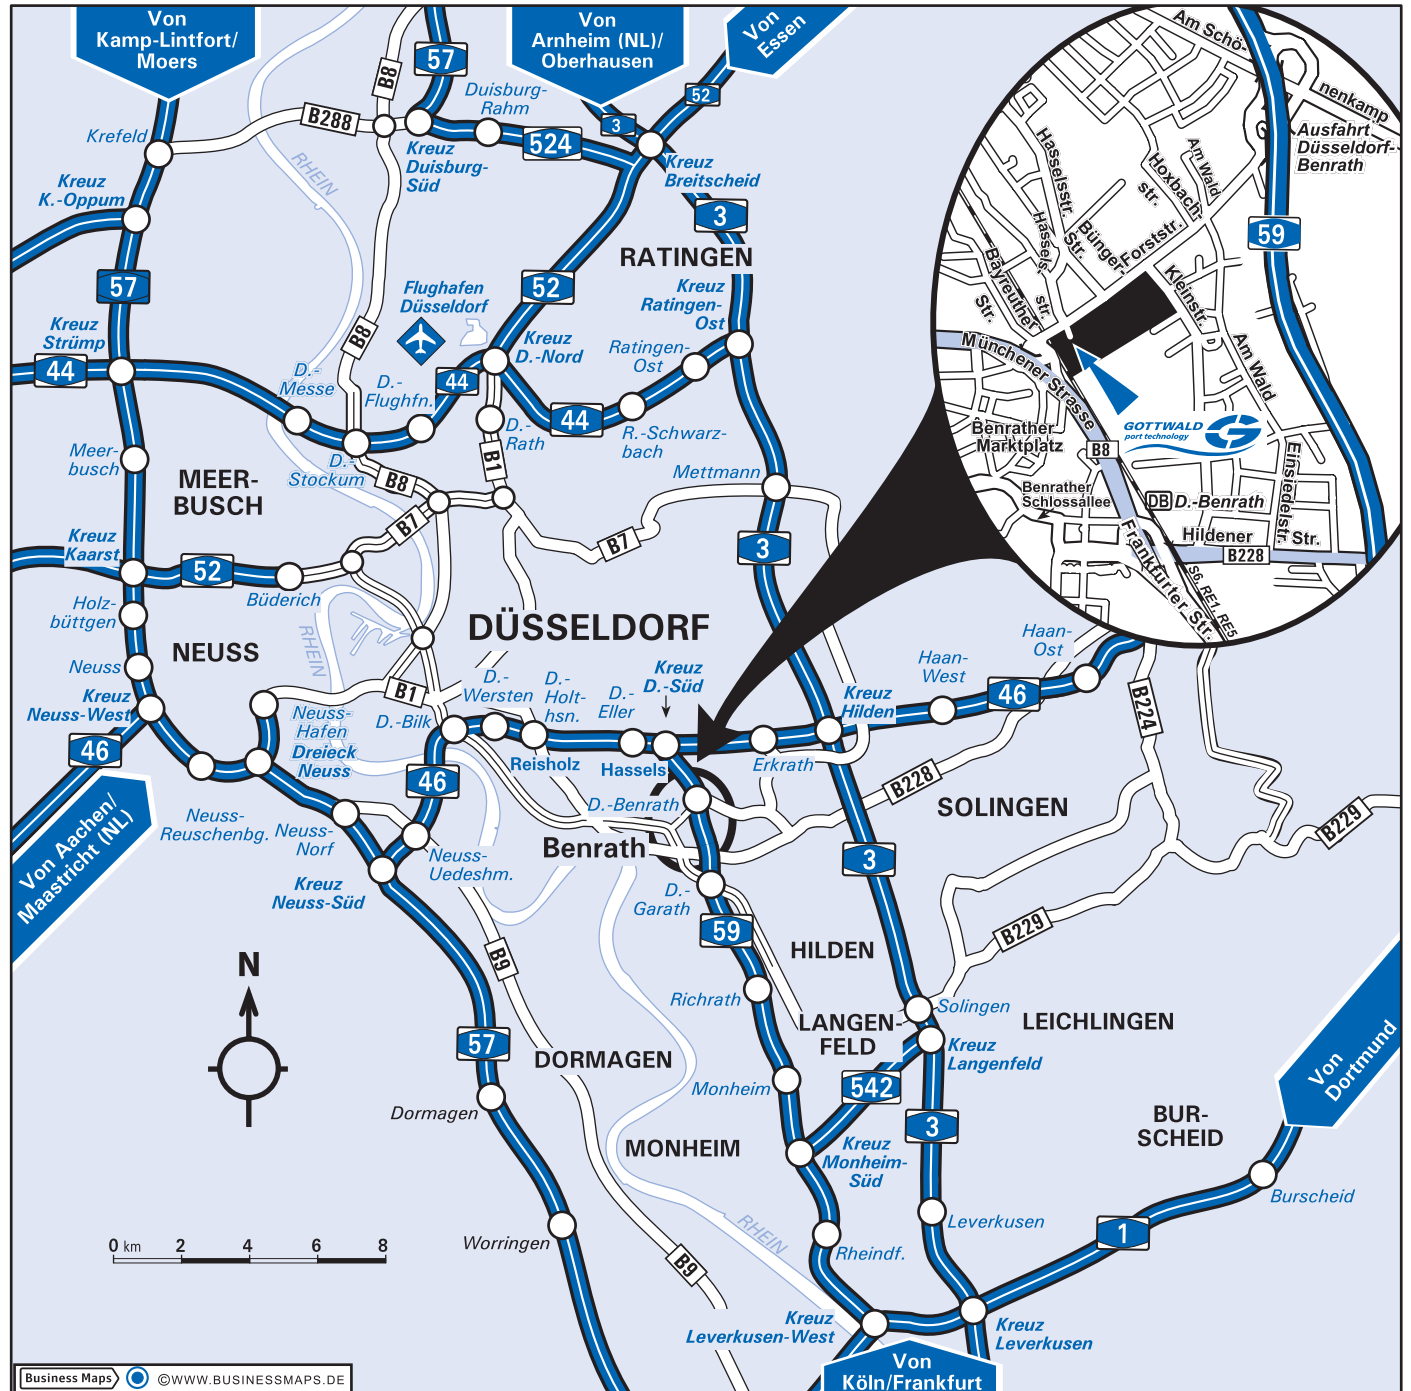 Von
Kamp-Lintfort/
Moers
Von
Arnheim (NL)/
Oberhausen
Von
Essen
57
B8
B288
Duisburg-
Rahm
52
3
524
Krefeld
Kreuz
Duisburg-
Süd
Kreuz
Breitscheid
Kreuz
K.-Oppum
RHEIN
3
RATINGEN
57
52
Flughafen
Düsseldorf
Kreuz
Ratingen-
Ost
Kreuz
Strümp
B8
Kreuz
D.-Nord
Ratingen-
Ost
44
D.-
Messe
D.-
Flughfn.
44
44
D.-
Rath
R.-Schwarz-
bach
Meer-
busch
D.-
Stockum
B8
B1
Mettmann
MEER-
BUSCH
B7
B7
3
Kreuz
Kaarst
52
Büderich
Holz-
büttgen
DÜSSELDORF
RHEIN
NEUSS
Neuss
Kreuz
Neuss-West
B1
Neuss-
Hafen
Dreieck
Neuss
D.-Bilk
D.-
Wersten
D.-
Holt-
hsn.
D.-
Eller
Kreuz
D.-Süd
Kreuz
Hilden
Haan-
West
Haan-
Ost
46
B224
46
46
Reisholz
Hassels
Erkrath
D.-Benrath
B228
SOLINGEN
B229
Von Aachen/
Maastricht (NL)
Neuss-
Reuschenbg.
Neuss-
Norf
Neuss-
Uedeshm.
Benrath
3
Kreuz
Neuss-Süd
D.-
Garath
59
B229
HILDEN
B9
N
Richrath
Solingen
LANGEN-
FELD
LEICHLINGEN
57
DORMAGEN
Kreuz
Langenfeld
Monheim
542
Von
Dortmund
Dormagen
3
BUR-
SCHEID
MONHEIM
Kreuz
Monheim-
Süd
Burscheid
Leverkusen
1
RHEIN
Worringen
Rheindf.
0 km 2 4 6 8
B9
Kreuz
Leverkusen-West
Kreuz
Leverkusen
Von
Köln/Frankfurt
Business Maps
©WWW.BUSINESSMAPS.DE
Am Schö-
nenkamp
Ausfahrt
Düsseldorf-
Benrath
59
Hasselsstr.
Hassels-
str.
Am Wald
Hoxbach-
str.
Bünger-
Str.
Forststr.
Bayreuther
Str.
Kleinstr.
Am Wald
Münchener Strasse
GOTTWALD
port technology
Benrather
Marktplatz
B8
Einsiedelstr.
Benrather
Schlossallee
DB D.-Benrath
Hildener Str.
B228
Frankfurter Str.
S6, RE1, RE5